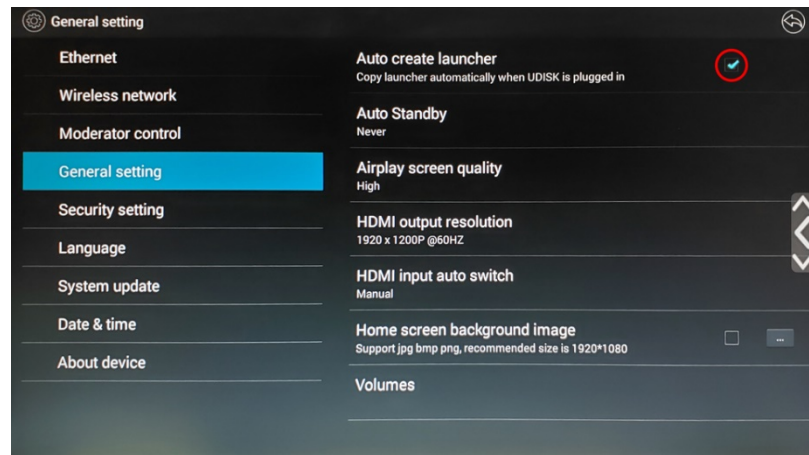 General setting
Ethernet
Wireless network
Moderator control
General setting
Security setting
Language
System update
Date & time
About device
Auto create launcher
Copy launcher automatically when UDISK is plugged in
Auto Standby
Never
Airplay screen quality
High
HDMI output resolution
1920 x 1200P @60HZ
HDMI input auto switch
Manual
Home screen background image
Support jpg bmp png, recommended size is 1920*1080
...
Volumes